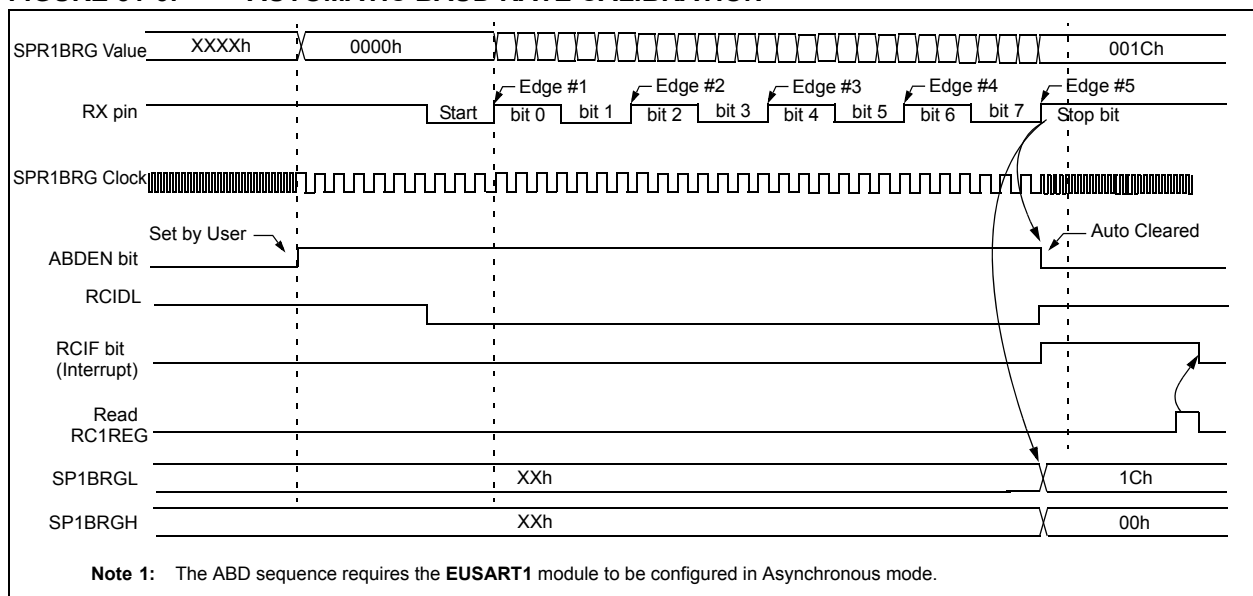 SPR1BRG Value
XXXXh
0000h
001Ch
Edge #1
Edge #2
Edge #3
Edge #4
Edge #5
RX pin
Start
bit 0
bit 1
bit 2
bit 3
bit 4
bit 5
bit 6
bit 7
Stop bit
SPR1BRG Clock
Set by User
Auto Cleared
ABDEN bit
RCIDL
RCIF bit
(Interrupt)
Read
RC1REG
SP1BRGL
XXh
1Ch
SP1BRGH
XXh
00h
Note 1: The ABD sequence requires the EUSART1 module to be configured in Asynchronous mode.